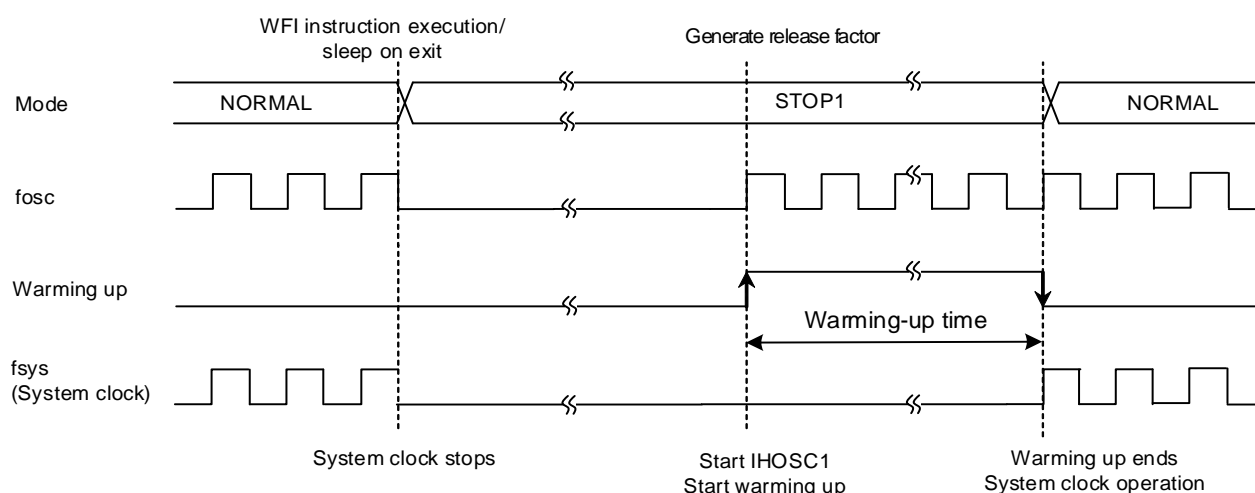 WFI instruction execution/
sleep on exit
Generate release factor
Mode
NORMAL
STOP1
NORMAL
fosc
Warming up
Warming-up time
fsys
(System clock)
System clock stops
Start IHOSC1
Start warming up
Warming up ends
System clock operation